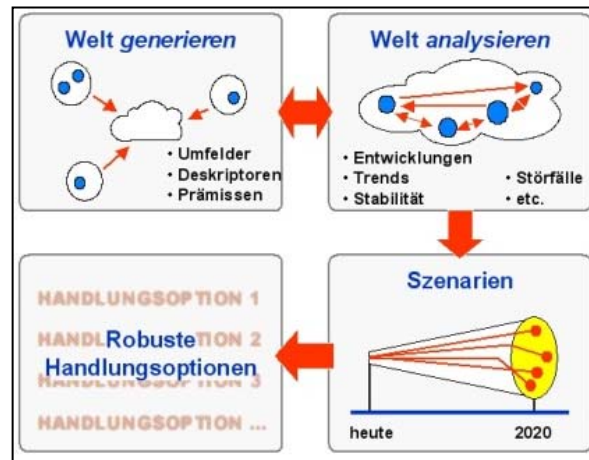 Welt generieren
• Umfelder
• Deskriptoren
• Prämissen
Welt analysieren
• Entwicklungen
• Trends
• Stabilität
• Störfälle
• etc.
Szenarien
heute
2020
HANDLUNGSOPTION 1
HANDLUNGSOPTION 2
HANDLUNGSOPTION 3
HANDLUNGSOPTION ...
Robuste
Handlungsoptionen